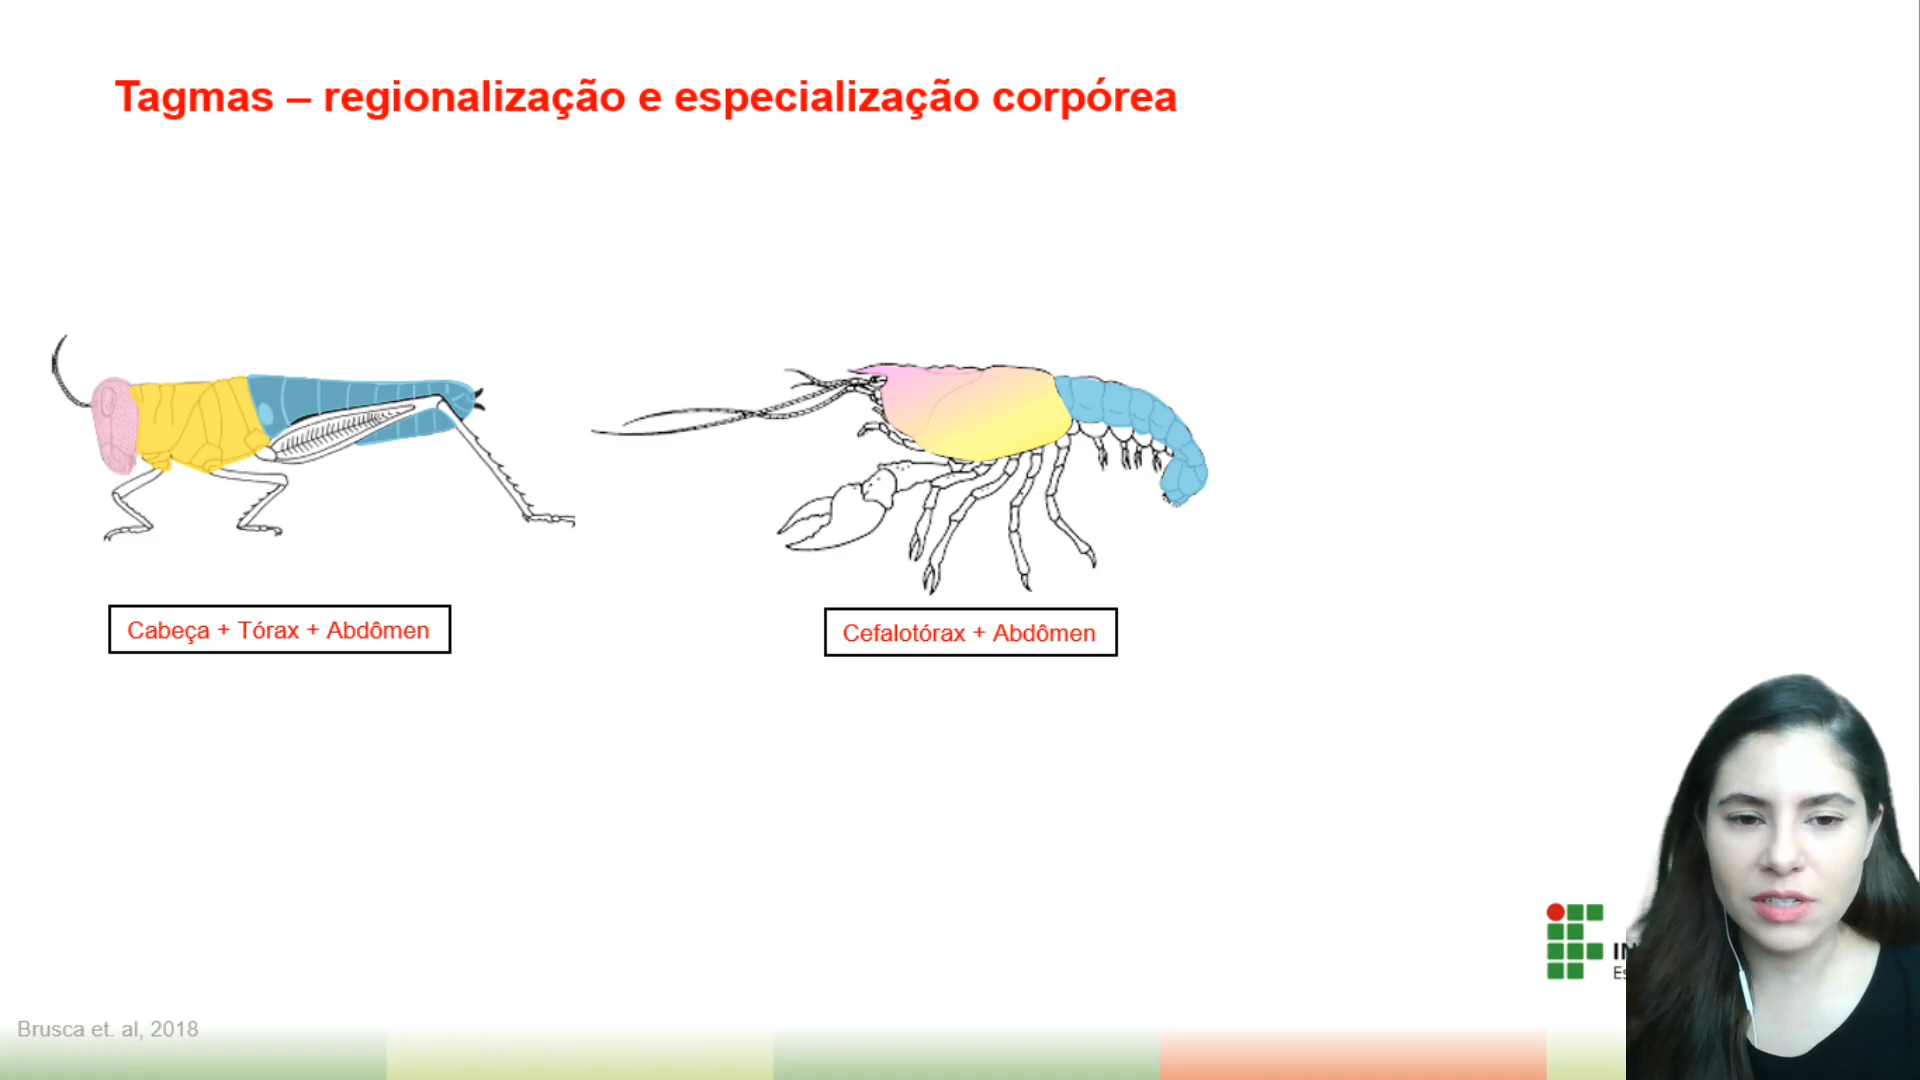 Tagmas – regionalização e especialização corpórea
Cabeça + Tórax + Abdômen
Cefalotórax + Abdômen
Brusca et. al, 2018